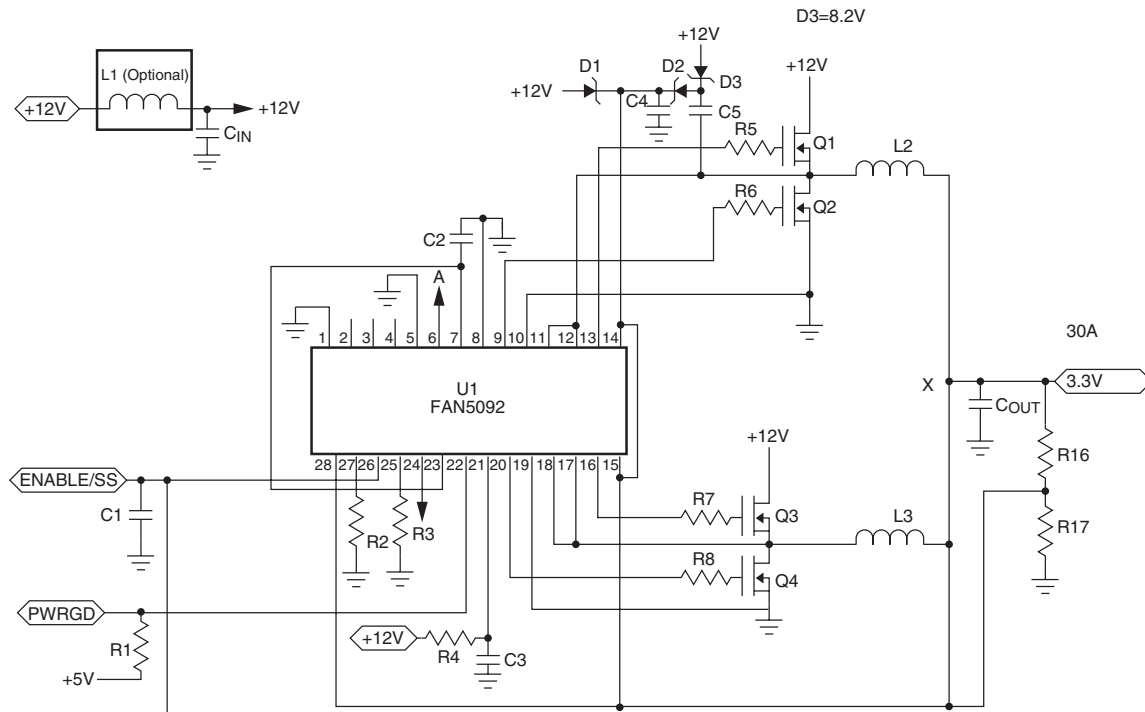 D3=8.2V
+12V
L1 (Optional)
D1
D2
+12V
D3
+12V
+12V
+12V
C4
C5
CIN
R5
Q1
L2
R6
Q2
C2
A
1 2 3 4 5 6 7 8 9 10 11 12 13 14
30A
U1
FAN5092
X
3.3V
COUT
+12V
28 27 26 25 24 23 22 21 20 19 18 17 16 15
R16
ENABLE/SS
R7
Q3
C1
R2
R3
L3
R17
R8
Q4
PWRGD
+12V
R1
R4
C3
+5V